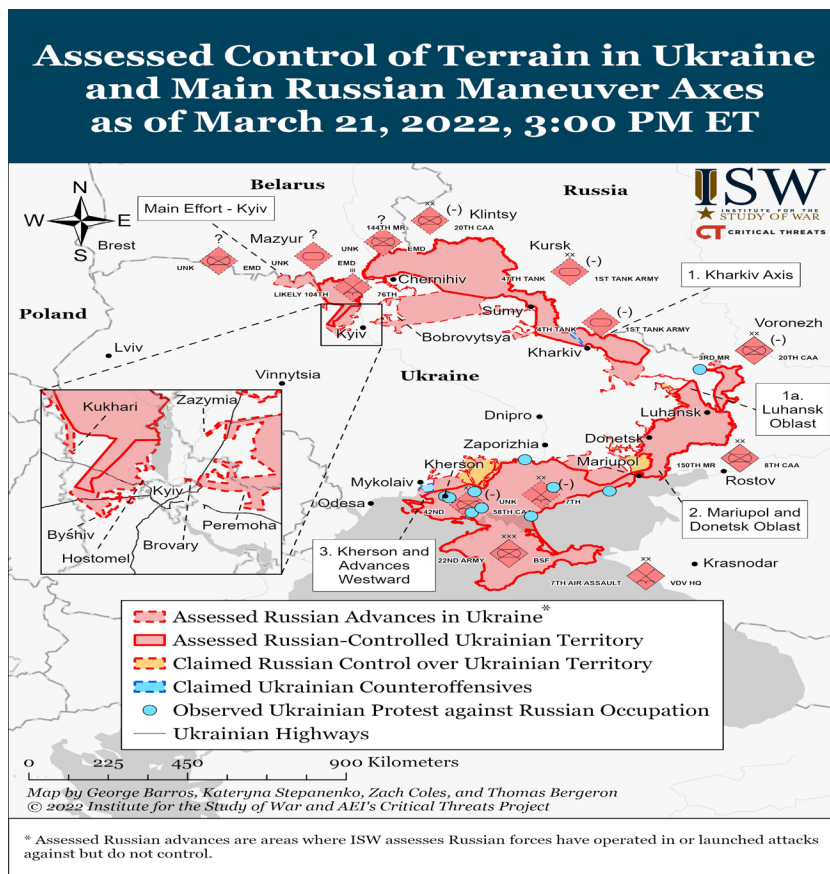 Assessed Control of Terrain in Ukraine
and Main Russian Maneuver Axes
as of March 21, 2022, 3:00 PM ET
N
W
E
S
Belarus
Russia
ISW
INSTITUTE FOR THE
STUDY OF WAR
CT CRITICAL THREATS
Main Effort - Kyiv
Brest
Mazyur
?
?
?
UNK
EMD
UNK
EMD
144TH MR
UNK
EMD
XX
(-)
Klintsy
20TH CAA
Kursk
XX
(-)
47TH TANK
1ST TANK ARMY
1. Kharkiv Axis
III
LIKELY 104TH
76TH
Chernihiv
Poland
Sumy
XX
(-)
4TH TANK
1ST TANK ARMY
Voronezh
XX
(-)
3RD MR
20TH CAA
Kyiv
Bobrovytsya
Kharkiv
Lviv
Vinnytsia
Ukraine
1a.
Luhansk
Oblast
Kukhari
Zazymia
Dnipro
Luhansk
Zaporizhia
Donetsk
Kherson
Mariupol
XX
150TH MR
8TH CAA
Rostov
Mykolaiv
Odesa
(-)
42ND
58TH CAA
XX
(-)
UNK
7TH
Kyiv
Byshiv
Hostomel
Brovary
Peremoha
2. Mariupol and
Donetsk Oblast
3. Kherson and
Advances
Westward
XXX
22ND ARMY
BSF
XX
7TH AIR ASSAULT
VDV HQ
Krasnodar
Assessed Russian Advances in Ukraine*
Assessed Russian-Controlled Ukrainian Territory
Claimed Russian Control over Ukrainian Territory
Claimed Ukrainian Counteroffensives
Observed Ukrainian Protest against Russian Occupation
Ukrainian Highways
0 225 450 900 Kilometers
Map by George Barros, Kateryna Stepanenko, Zach Coles, and Thomas Bergeron
© 2022 Institute for the Study of War and AEI's Critical Threats Project
* Assessed Russian advances are areas where ISW assesses Russian forces have operated in or launched attacks
against but do not control.